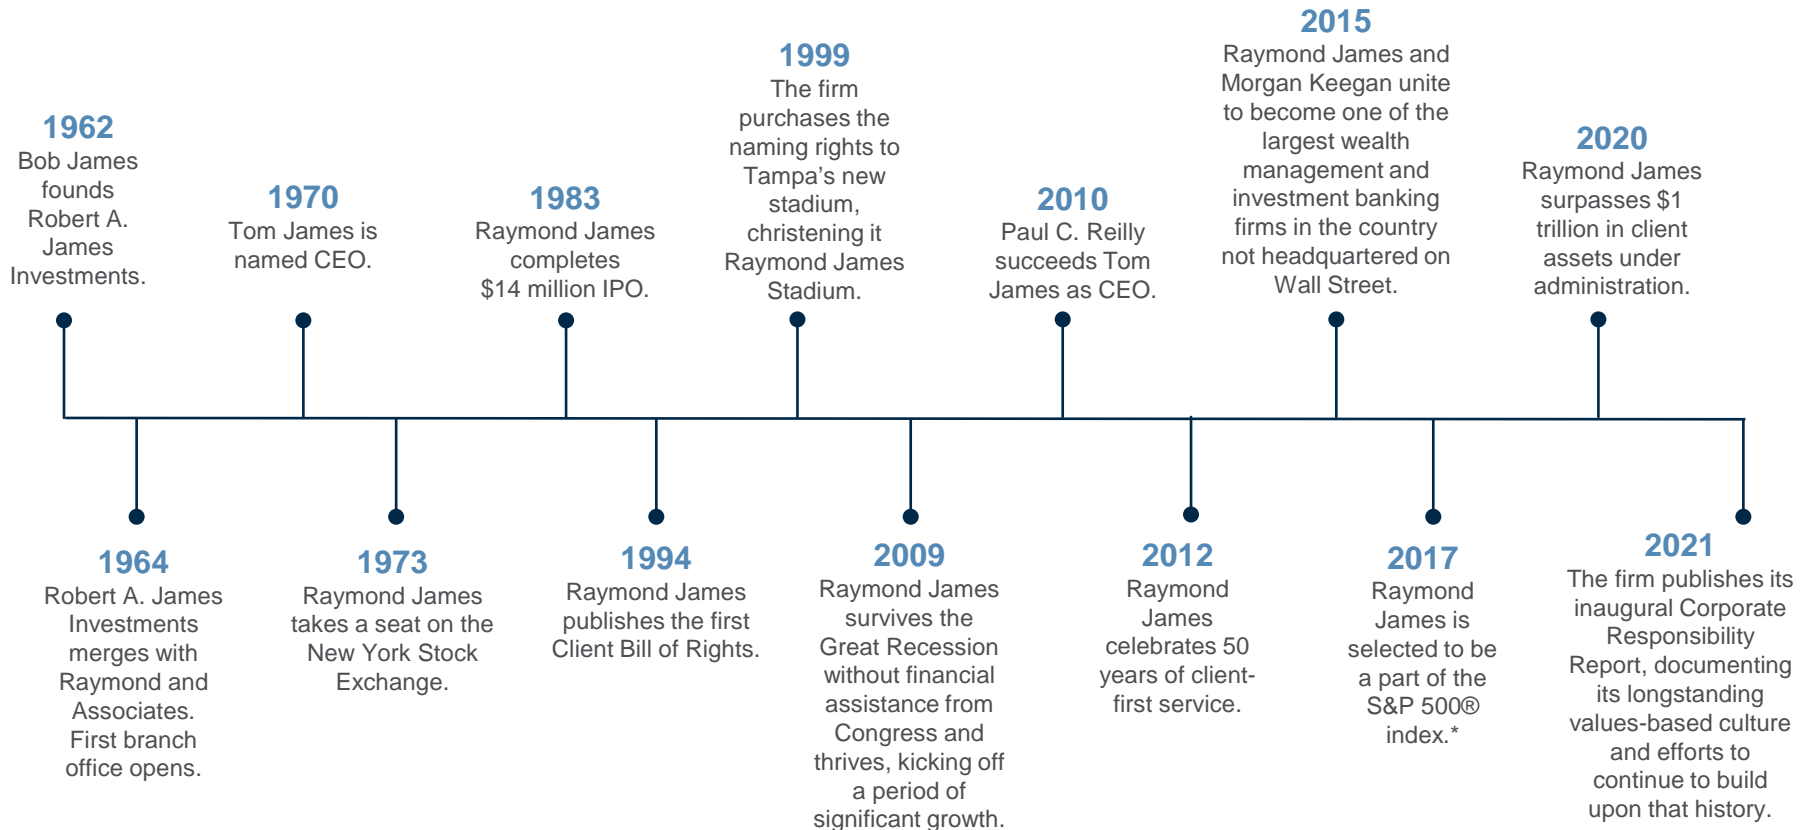 1962
Bob James
founds
Robert A.
James
Investments.
1964
Robert A. James
Investments
merges with
Raymond and
Associates.
First branch
office opens.
1970
Tom James is
named CEO.
1973
Raymond James
takes a seat on the
New York Stock
Exchange.
1983
Raymond James
completes
$14 million IPO.
1994
Raymond James
publishes the first
Client Bill of Rights.
1999
The firm
purchases the
naming rights to
Tampa’s new
stadium,
christening it
Raymond James
Stadium.
2009
Raymond James
survives the
Great Recession
without financial
assistance from
Congress and
thrives, kicking off
a period of
significant growth.
2010
Paul C. Reilly
succeeds Tom
James as CEO.
2012
Raymond
James
celebrates 50
years of client-
first service.
2015
Raymond James and
Morgan Keegan unite
to become one of the
largest wealth
management and
investment banking
firms in the country
not headquartered on
Wall Street.
2017
Raymond
James is
selected to be
a part of the
S&P 500®
index.*
2020
Raymond James
surpasses $1
trillion in client
assets under
administration.
2021
The firm publishes its
inaugural Corporate
Responsibility
Report, documenting
its longstanding
values-based culture
and efforts to
continue to build
upon that history.